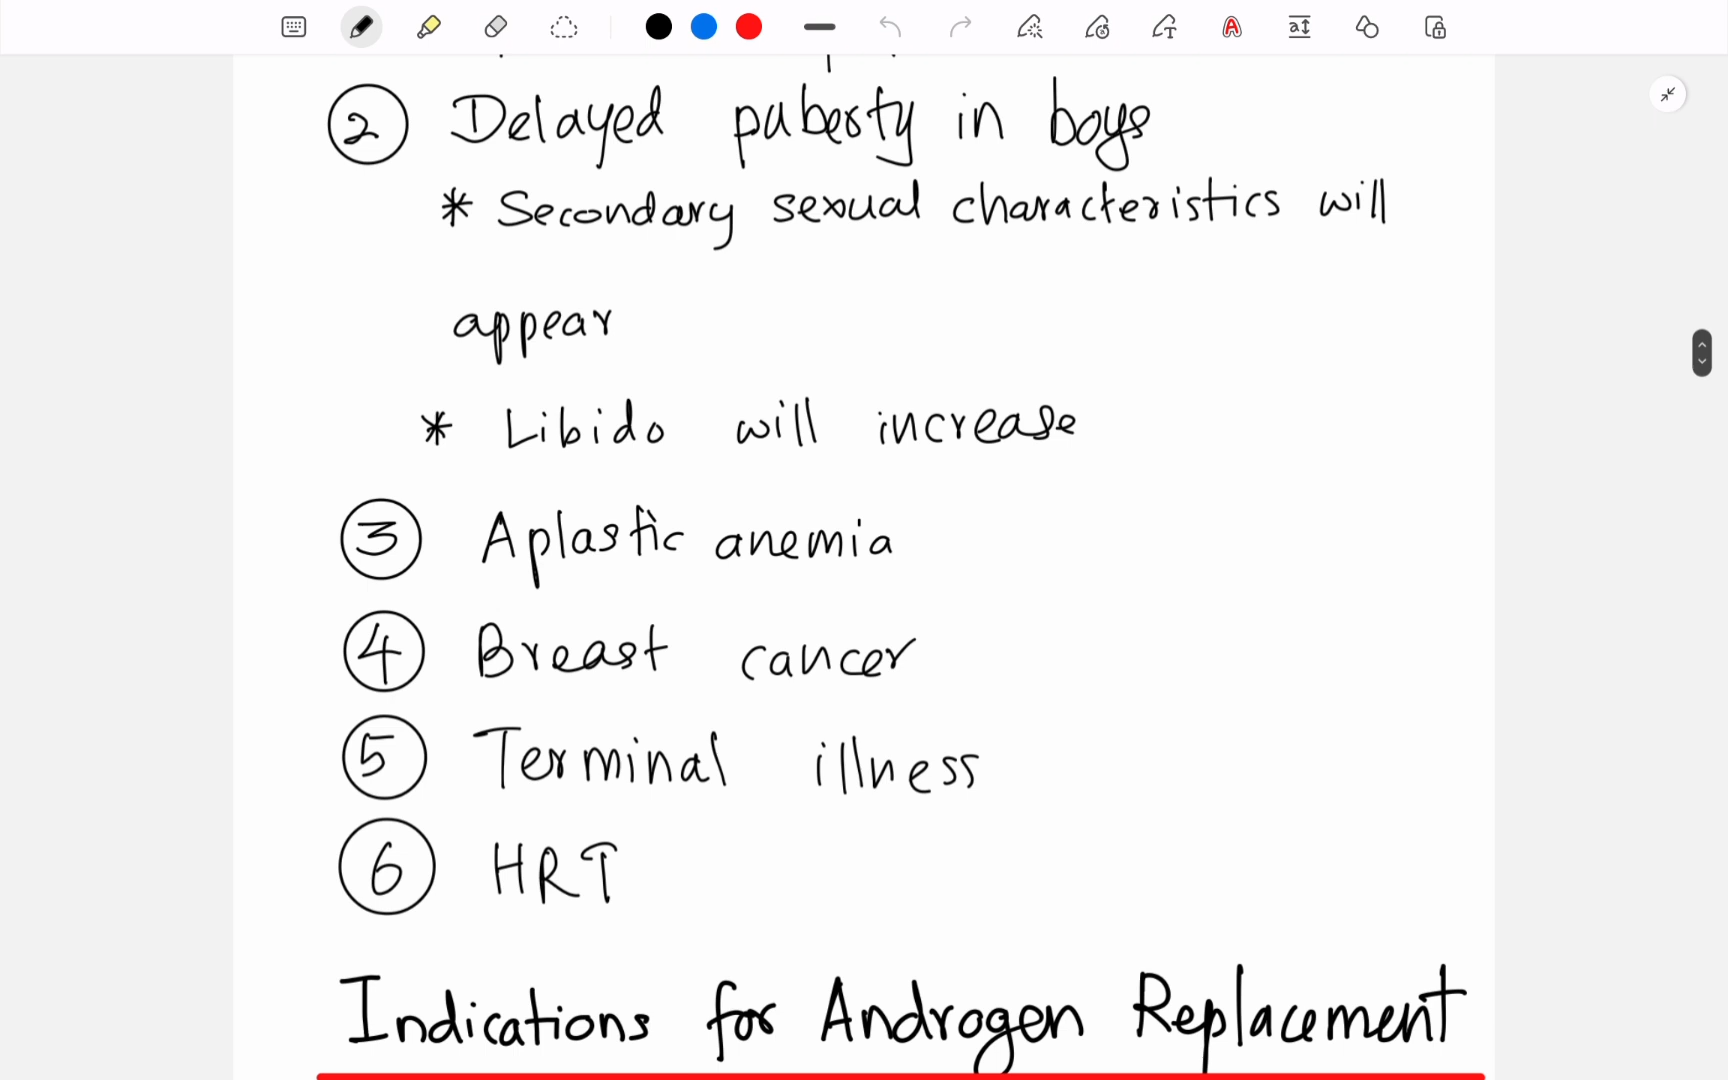 ② Delayed puberty in boys
* Secondary sexual characteristics will
appear
* Libido will increase
③ Aplastic anemia
④ Breast cancer
⑤ Terminal illness
⑥ HRT
Indications for Androgen Replacement